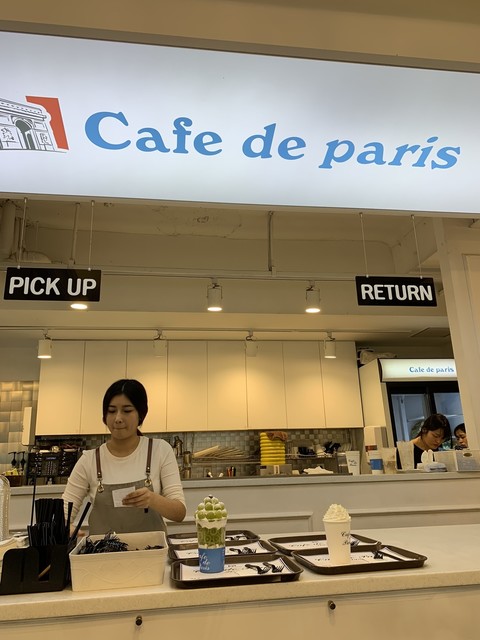 Cafe de paris
PICK UP
RETURN
Cafe de paris